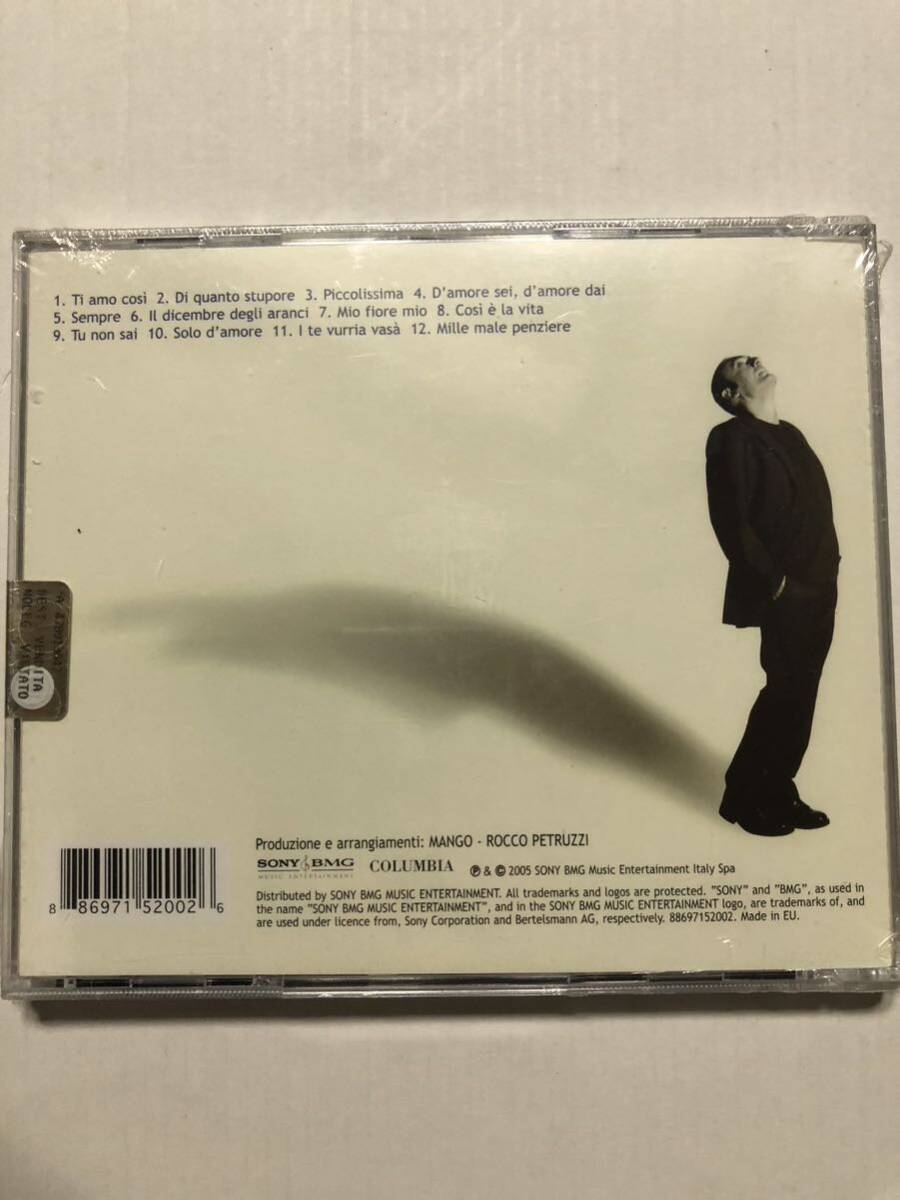 1. Ti amo così 2. Di quanto stupore 3. Piccolissima 4. D'amore sei, d'amore dai
5. Sempre 6. Il dicembre degli aranci 7. Mio fiore mio 8. Così è la vita
9. Tu non sai 10. Solo d'amore 11. I te vurria vasà 12. Mille male penziere
Produzione e arrangiamenti: MANGO - ROCCO PETRUZZI
SONY BMG
MUSIC ENTERTAINMENT
COLUMBIA
℗ & © 2005 SONY BMG Music Entertainment Italy Spa
Distributed by SONY BMG MUSIC ENTERTAINMENT. All trademarks and logos are protected. "SONY" and "BMG", as used in
the name "SONY BMG MUSIC ENTERTAINMENT", and in the SONY BMG MUSIC ENTERTAINMENT logo, are trademarks of, and
are used under licence from, Sony Corporation and Bertelsmann AG, respectively. 88697152002. Made in EU.
8 86971 52002 6